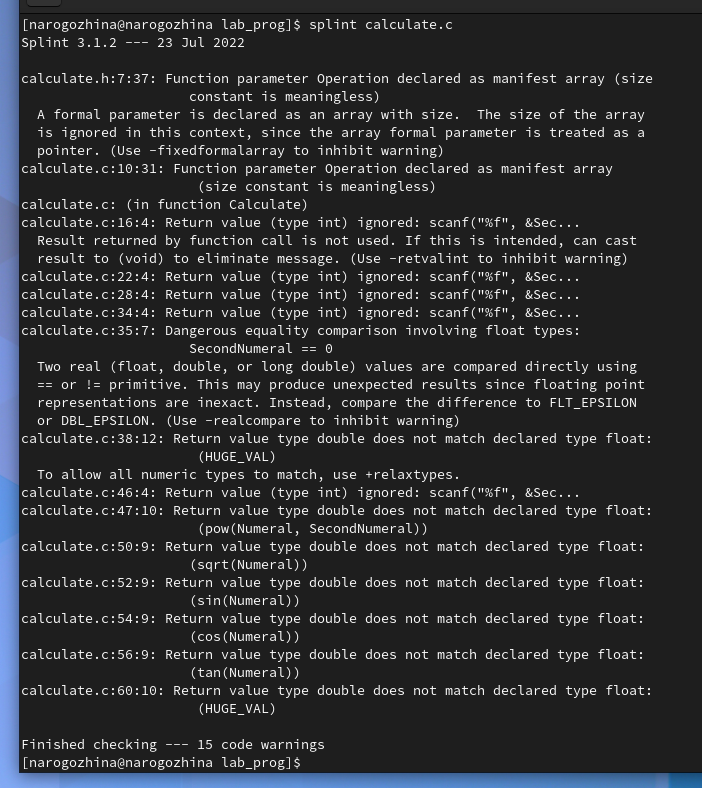 [narogozhina@narogozhina lab_prog]$ splint calculate.c
Splint 3.1.2 --- 23 Jul 2022
calculate.h:7:37: Function parameter Operation declared as manifest array (size
constant is meaningless)
A formal parameter is declared as an array with size.  The size of the array
is ignored in this context, since the array formal parameter is treated as a
pointer. (Use -fixedformalarray to inhibit warning)
calculate.c:10:31: Function parameter Operation declared as manifest array
(size constant is meaningless)
calculate.c: (in function Calculate)
calculate.c:16:4: Return value (type int) ignored: scanf("%f", &Sec...
Result returned by function call is not used. If this is intended, can cast
result to (void) to eliminate message. (Use -retvalint to inhibit warning)
calculate.c:22:4: Return value (type int) ignored: scanf("%f", &Sec...
calculate.c:28:4: Return value (type int) ignored: scanf("%f", &Sec...
calculate.c:34:4: Return value (type int) ignored: scanf("%f", &Sec...
calculate.c:35:7: Dangerous equality comparison involving float types:
SecondNumeral == 0
Two real (float, double, or long double) values are compared directly using
== or != primitive. This may produce unexpected results since floating point
representations are inexact. Instead, compare the difference to FLT_EPSILON
or DBL_EPSILON. (Use -realcompare to inhibit warning)
calculate.c:38:12: Return value type double does not match declared type float:
(HUGE_VAL)
To allow all numeric types to match, use +relaxtypes.
calculate.c:46:4: Return value (type int) ignored: scanf("%f", &Sec...
calculate.c:47:10: Return value type double does not match declared type float:
(pow(Numeral, SecondNumeral))
calculate.c:50:9: Return value type double does not match declared type float:
(sqrt(Numeral))
calculate.c:52:9: Return value type double does not match declared type float:
(sin(Numeral))
calculate.c:54:9: Return value type double does not match declared type float:
(cos(Numeral))
calculate.c:56:9: Return value type double does not match declared type float:
(tan(Numeral))
calculate.c:60:10: Return value type double does not match declared type float:
(HUGE_VAL)
Finished checking --- 15 code warnings
[narogozhina@narogozhina lab_prog]$